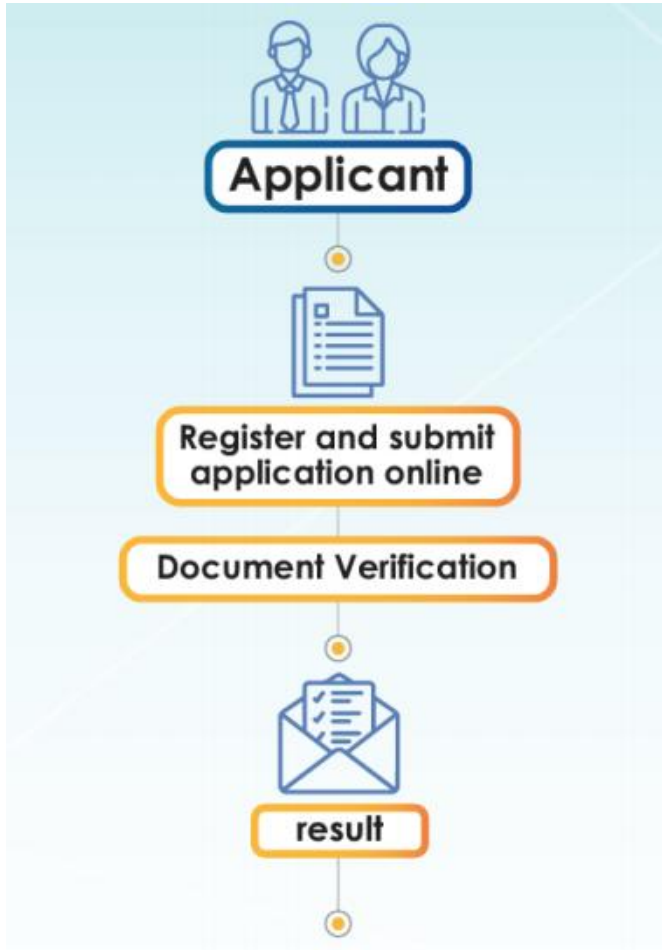 Applicant
Register and submit
application online
Document Verification
result